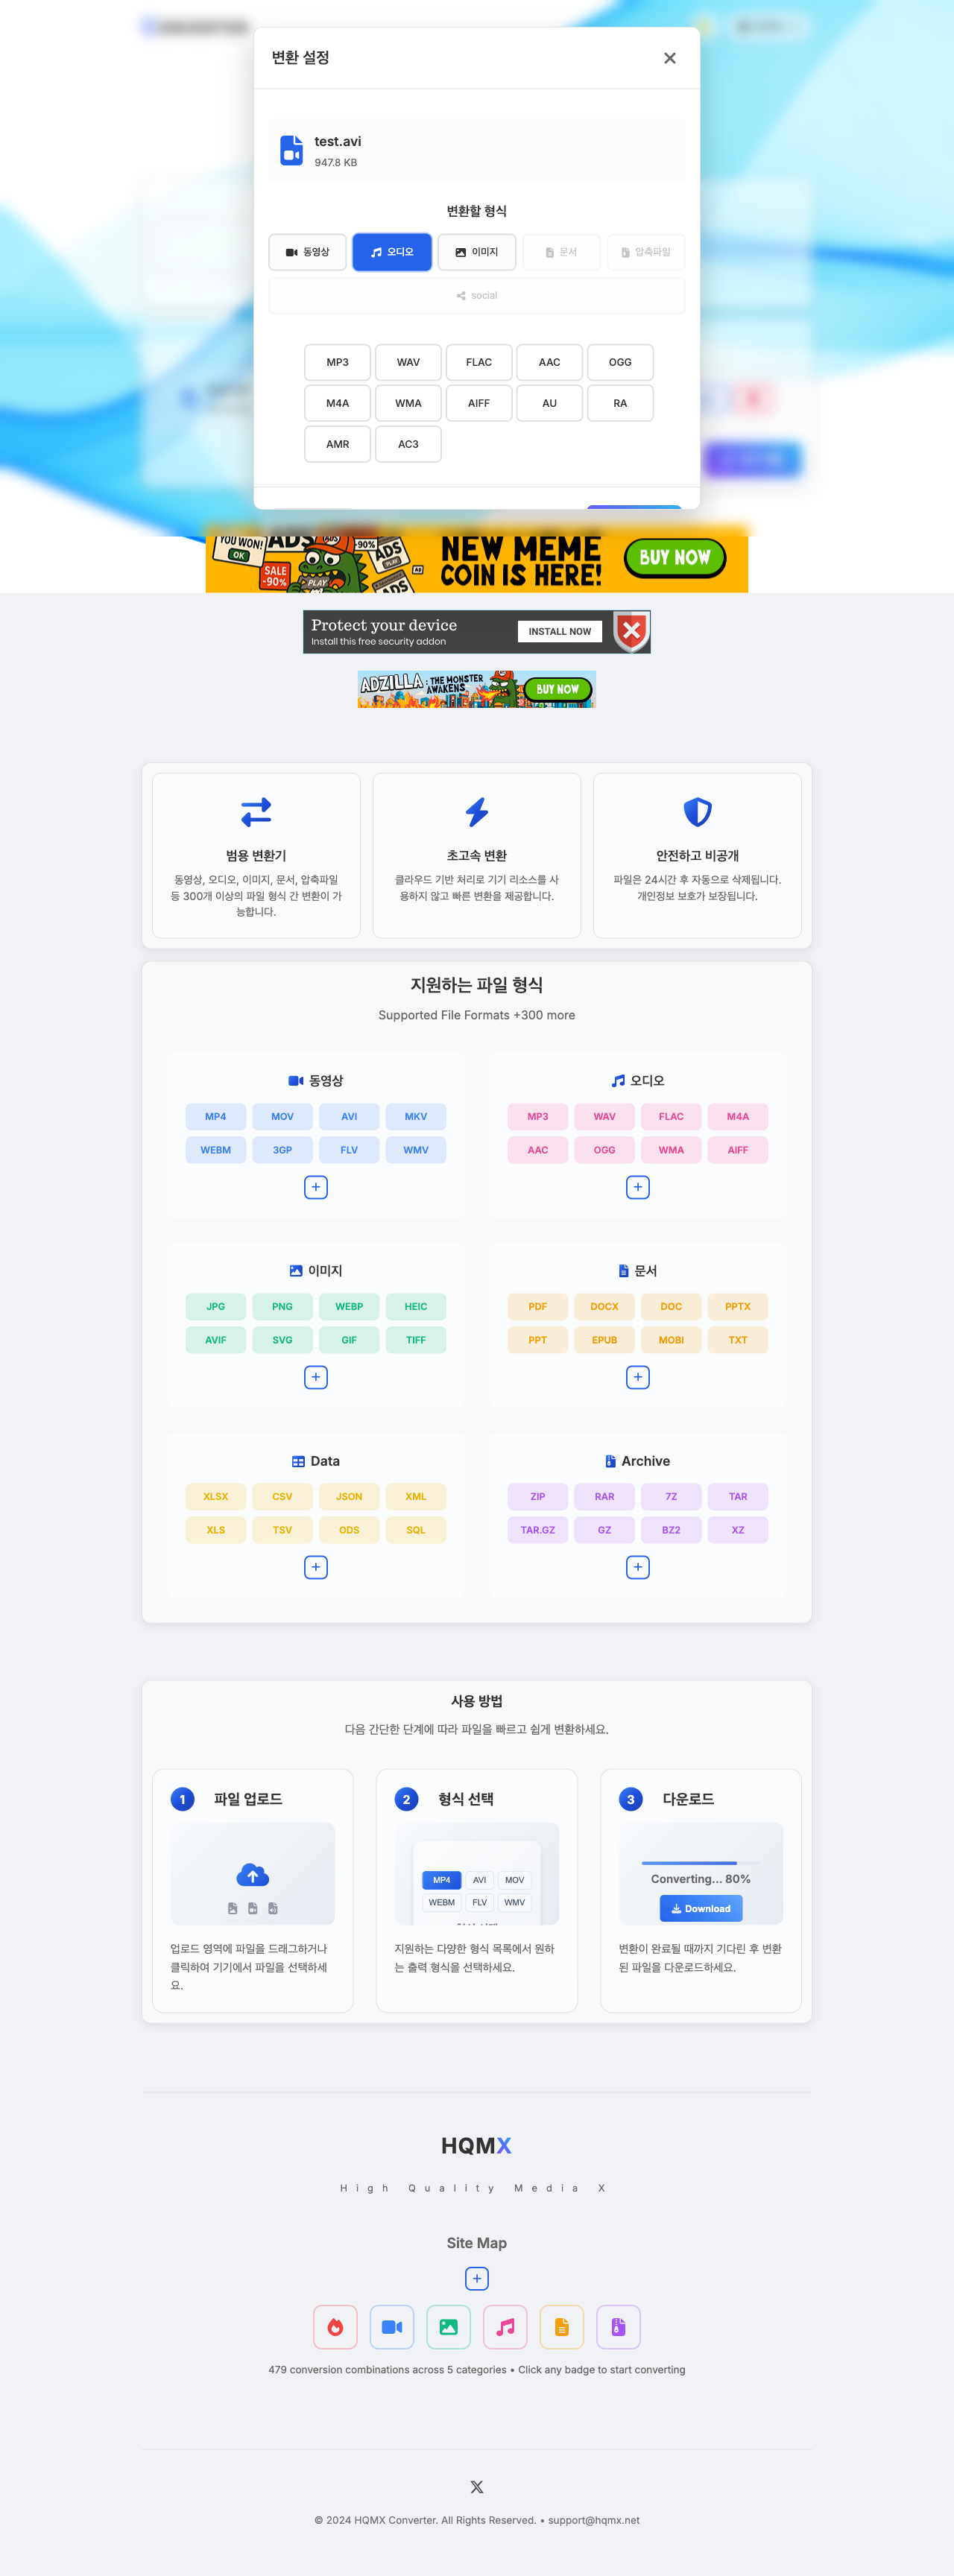 변환 설정
test.avi
947.8 KB
변환할 형식
동영상 오디오 이미지 문서 압축파일
social
MP3 WAV FLAC AAC OGG
M4A WMA AIFF AU RA
AMR AC3
YOU WON!
OK
ADS
SALE
-90%
PLAY
-90%
ADS
ADS
NEW MEME
COIN IS HERE!
BUY NOW
Protect your device
Install this free security addon
INSTALL NOW
ADZILLA: THE MONSTER
AWAKENS
BUY NOW
범용 변환기
동영상, 오디오, 이미지, 문서, 압축파일
등 300개 이상의 파일 형식 간 변환이 가
능합니다.
초고속 변환
클라우드 기반 처리로 기기 리소스를 사
용하지 않고 빠른 변환을 제공합니다.
안전하고 비공개
파일은 24시간 후 자동으로 삭제됩니다.
개인정보 보호가 보장됩니다.
지원하는 파일 형식
Supported File Formats +300 more
동영상
MP4 MOV AVI MKV
WEBM 3GP FLV WMV
오디오
MP3 WAV FLAC M4A
AAC OGG WMA AIFF
이미지
JPG PNG WEBP HEIC
AVIF SVG GIF TIFF
문서
PDF DOCX DOC PPTX
PPT EPUB MOBI TXT
Data
XLSX CSV JSON XML
XLS TSV ODS SQL
Archive
ZIP RAR 7Z TAR
TAR.GZ GZ BZ2 XZ
사용 방법
다음 간단한 단계에 따라 파일을 빠르고 쉽게 변환하세요.
1 파일 업로드
업로드 영역에 파일을 드래그하거나
클릭하여 기기에서 파일을 선택하세
요.
2 형식 선택
MP4 AVI MOV
WEBM FLV WMV
지원하는 다양한 형식 목록에서 원하
는 출력 형식을 선택하세요.
3 다운로드
Converting... 80%
Download
변환이 완료될 때까지 기다린 후 변환
된 파일을 다운로드하세요.
HQMX
High Quality Media X
Site Map
479 conversion combinations across 5 categories • Click any badge to start converting
© 2024 HQMX Converter. All Rights Reserved. • support@hqmx.net